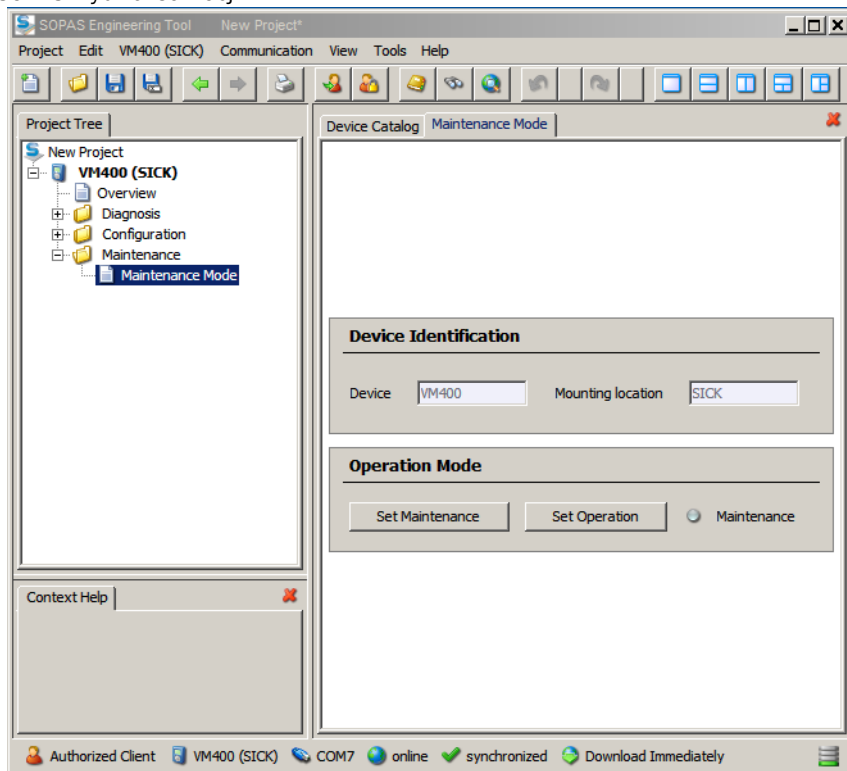 SOPAS Engineering Tool New Project*
Project Edit VM400 (SICK) Communication View Tools Help
Project Tree
New Project
VM400 (SICK)
Overview
Diagnosis
Configuration
Maintenance
Maintenance Mode
Context Help
Device Catalog Maintenance Mode
Device Identification
Device VM400 Mounting location SICK
Operation Mode
Set Maintenance Set Operation Maintenance
Authorized Client VM400 (SICK) COM7 online synchronized Download Immediately